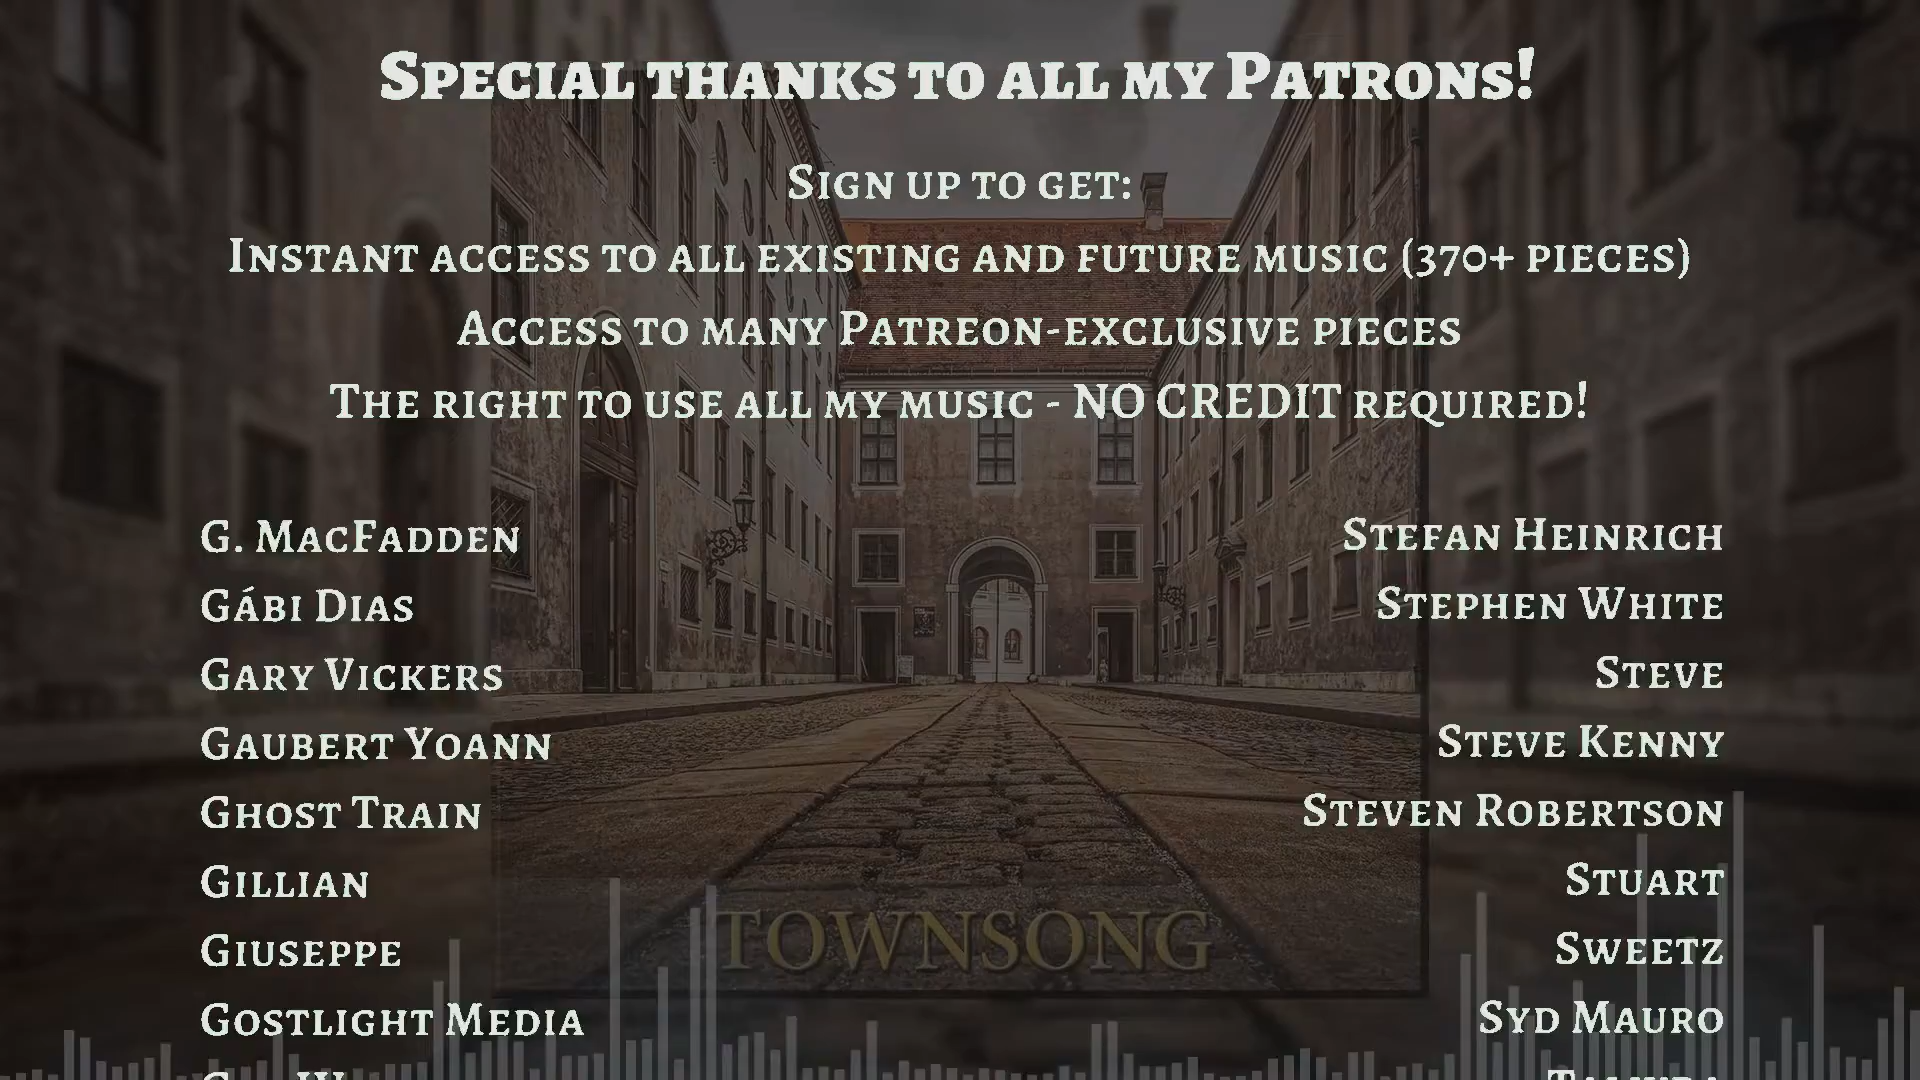 Special thanks to all my Patrons!
Sign up to get:
Instant access to all existing and future music (370+ pieces)
Access to many Patreon-exclusive pieces
The right to use all my music - NO CREDIT required!
G. MacFadden
Gábi Dias
Gary Vickers
Gaubert Yoann
Ghost Train
Gillian
Giuseppe
Gostlight Media
Stefan Heinrich
Stephen White
Steve
Steve Kenny
Steven Robertson
Stuart
Sweetz
Syd Mauro
TOWNSONG